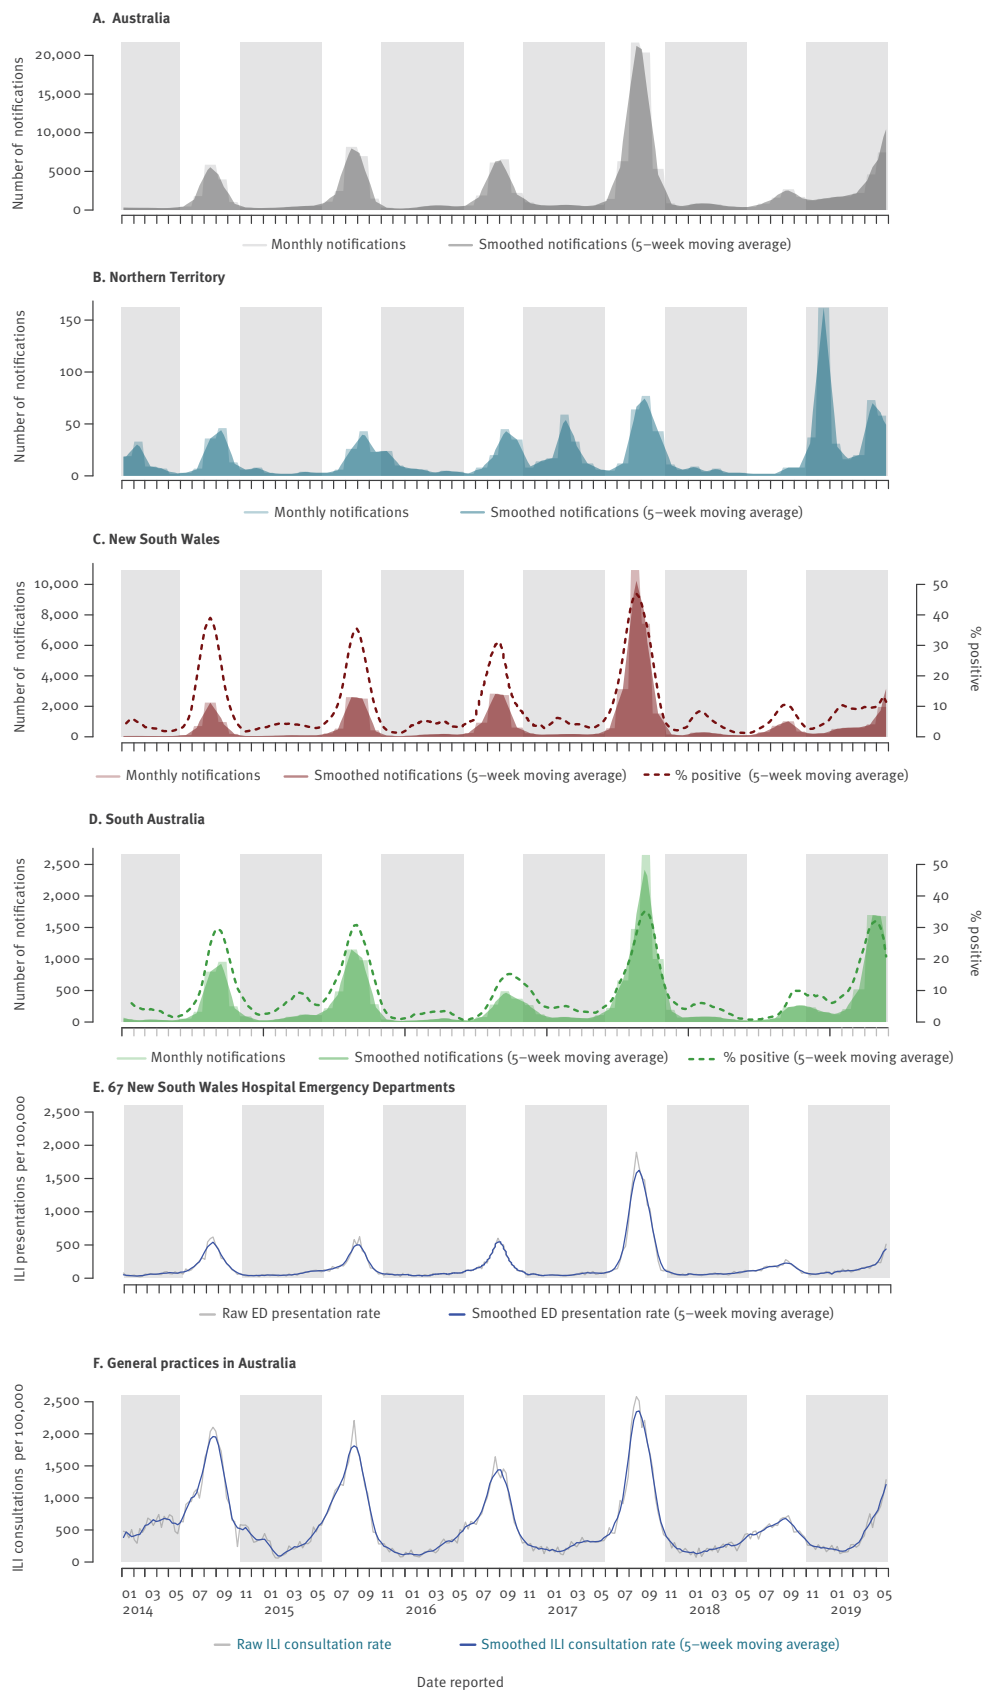 A. Australia
Number of notifications
20,000
15,000
10,000
5000
0
Monthly notifications
Smoothed notifications (5–week moving average)
B. Northern Territory
Number of notifications
150
100
50
0
Monthly notifications
Smoothed notifications (5–week moving average)
C. New South Wales
Number of notifications
10,000
8,000
6,000
4,000
2,000
0
50
40
30
20
10
0
% positive
Monthly notifications
Smoothed notifications (5–week moving average)
% positive (5–week moving average)
D. South Australia
Number of notifications
2,500
2,000
1,500
1,000
500
0
50
40
30
20
10
0
% positive
Monthly notifications
Smoothed notifications (5–week moving average)
% positive (5–week moving average)
E. 67 New South Wales Hospital Emergency Departments
ILI presentations per 100,000
2,500
2,000
1,500
1,000
500
0
Raw ED presentation rate
Smoothed ED presentation rate (5–week moving average)
F. General practices in Australia
ILI consultations per 100,000
2,500
2,000
1,500
1,000
500
0
01 03 05 07 09 11 01 03 05 07 09 11 01 03 05 07 09 11 01 03 05 07 09 11 01 03 05 07 09 11 01 03 05
2014 2015 2016 2017 2018 2019
Raw ILI consultation rate
Smoothed ILI consultation rate (5–week moving average)
Date reported